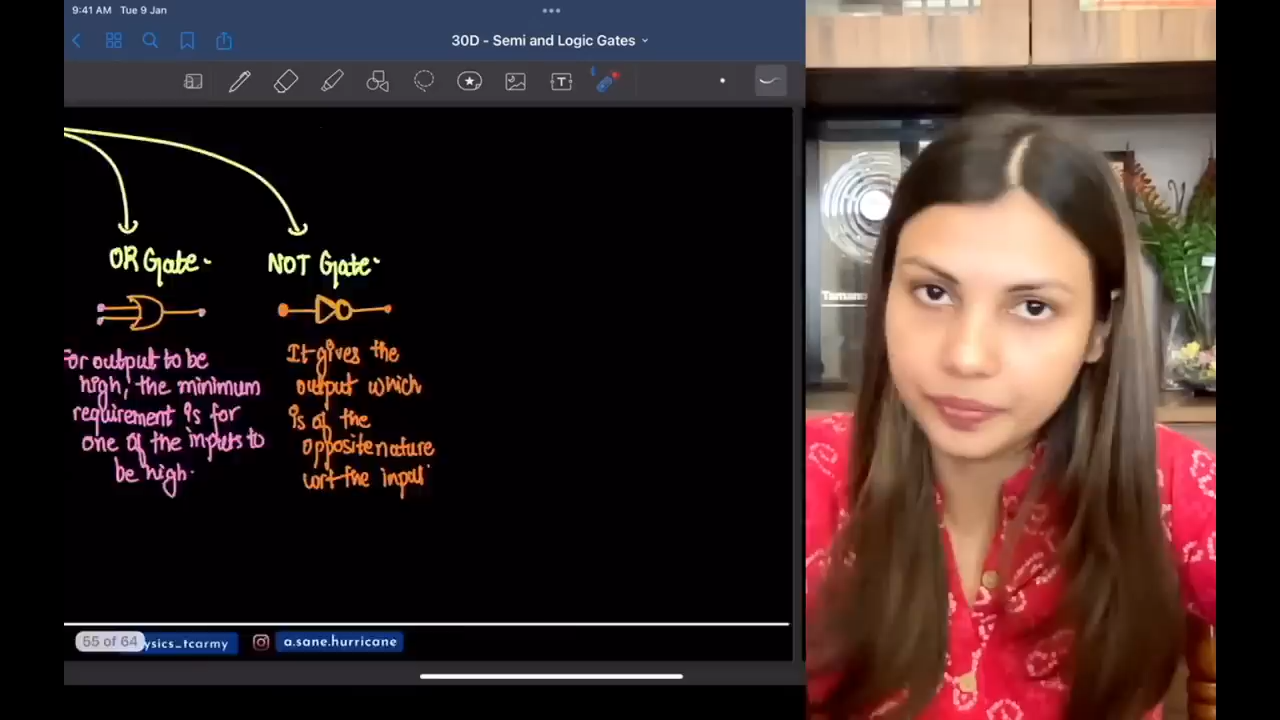 9:41 AM Tue 9 Jan
30D - Semi and Logic Gates
OR Gate.
NOT Gate.
For output to be
high, the minimum
requirement is for
one of the inputs to
be high.
It gives the
output which
is of the
opposite nature
wrt the input
55 of 64
ysics_tcarmy
a.sane.hurricane
Tamano